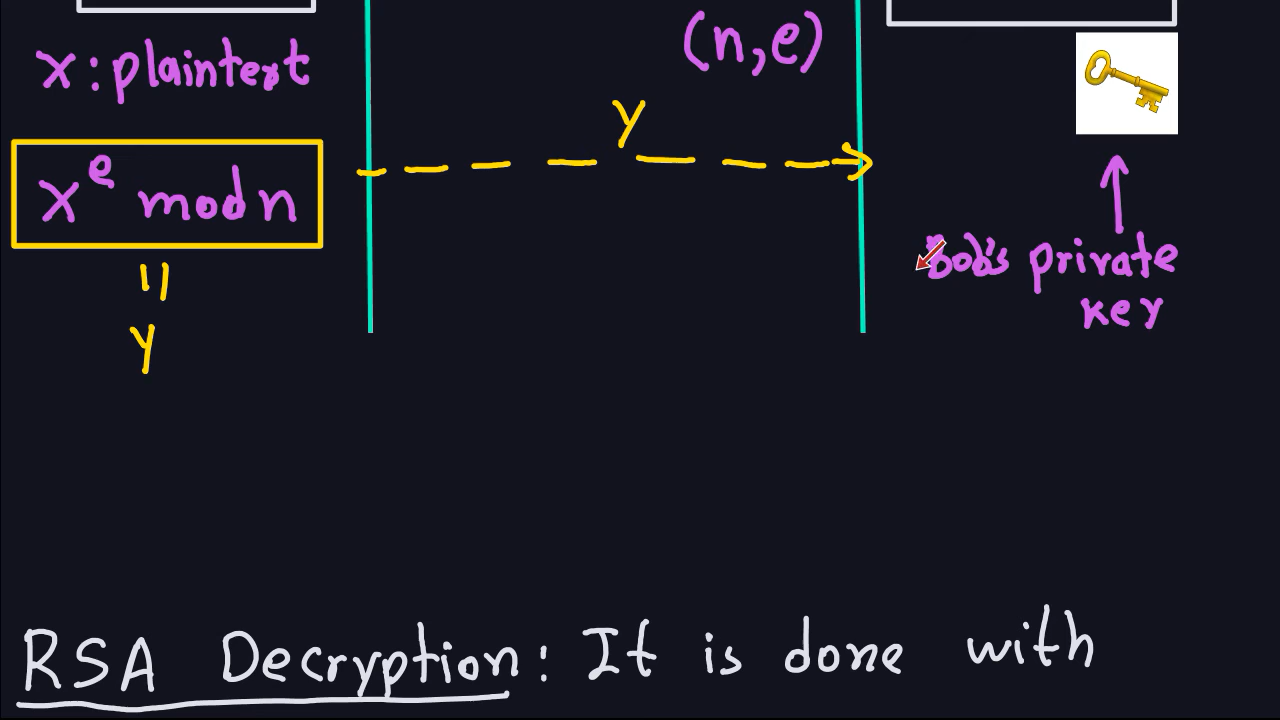 (n,e)
x : plaintext
y
x^e mod n
Bob's private
key
||
y
RSA Decryption : It is done with